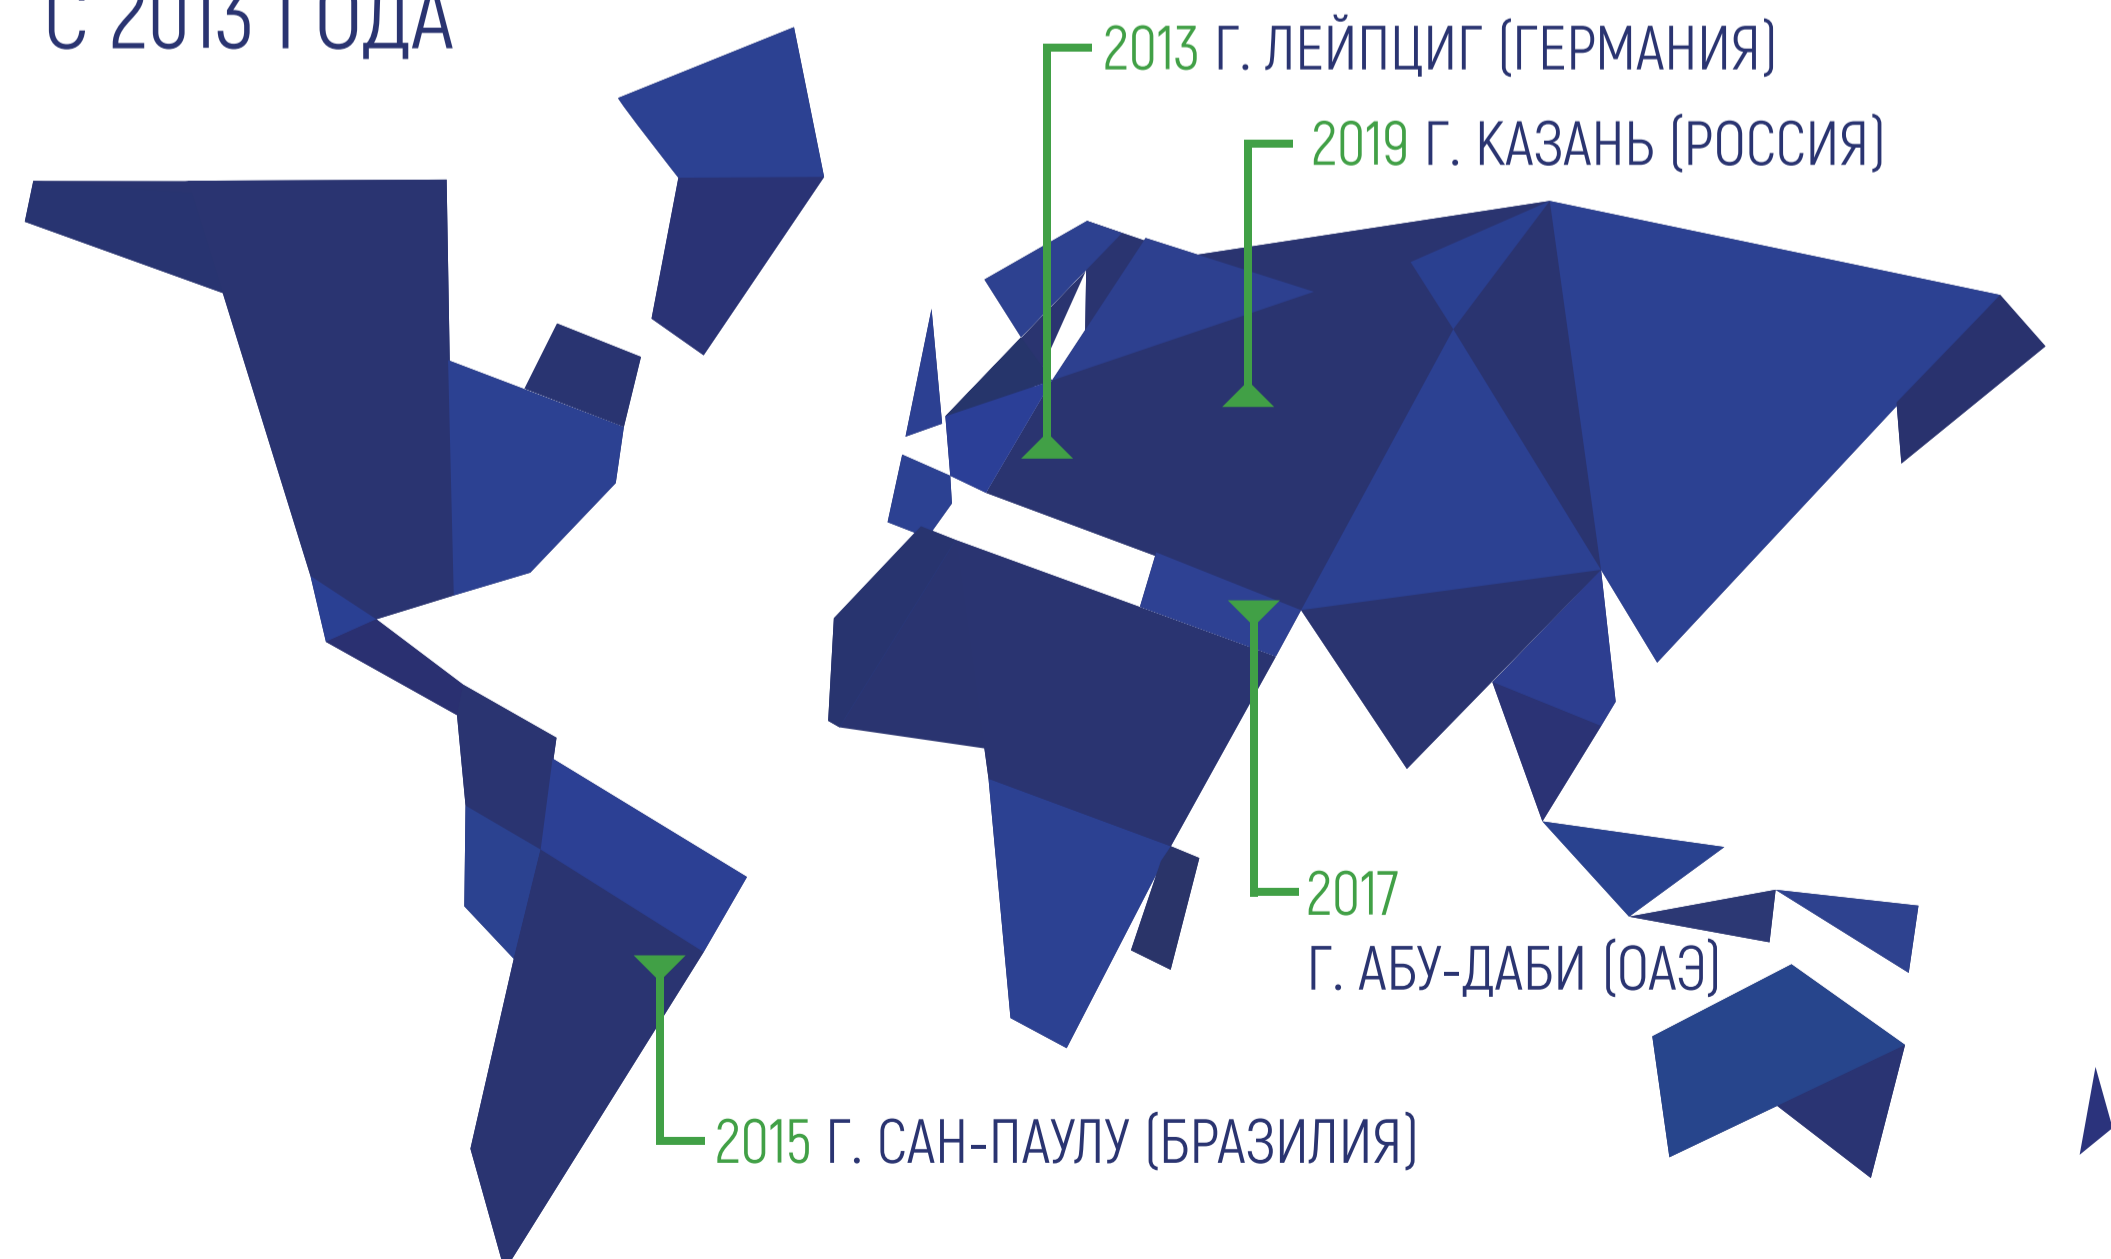 С 2013 ГОДА
2013 Г. ЛЕЙПЦИГ (ГЕРМАНИЯ)
2019 Г. КАЗАНЬ (РОССИЯ)
2017
Г. АБУ-ДАБИ (ОАЭ)
2015 Г. САН-ПАУЛУ (БРАЗИЛИЯ)